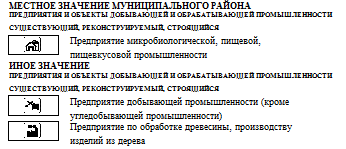 МЕСТНОЕ ЗНАЧЕНИЕ МУНИЦИПАЛЬНОГО РАЙОНА
ПРЕДПРИЯТИЯ И ОБЪЕКТЫ ДОБЫВАЮЩЕЙ И ОБРАБАТЫВАЮЩЕЙ ПРОМЫШЛЕННОСТИ
СУЩЕСТВУЮЩИЙ, РЕКОНСТРУИРУЕМЫЙ, СТРОЯЩИЙСЯ
Предприятие микробиологической, пищевой,
пищевкусовой промышленности
ИНОЕ ЗНАЧЕНИЕ
ПРЕДПРИЯТИЯ И ОБЪЕКТЫ ДОБЫВАЮЩЕЙ И ОБРАБАТЫВАЮЩЕЙ ПРОМЫШЛЕННОСТИ
СУЩЕСТВУЮЩИЙ, РЕКОНСТРУИРУЕМЫЙ, СТРОЯЩИЙСЯ
Предприятие добывающей промышленности (кроме
угледобывающей промышленности)
Предприятие по обработке древесины, производству
изделий из дерева